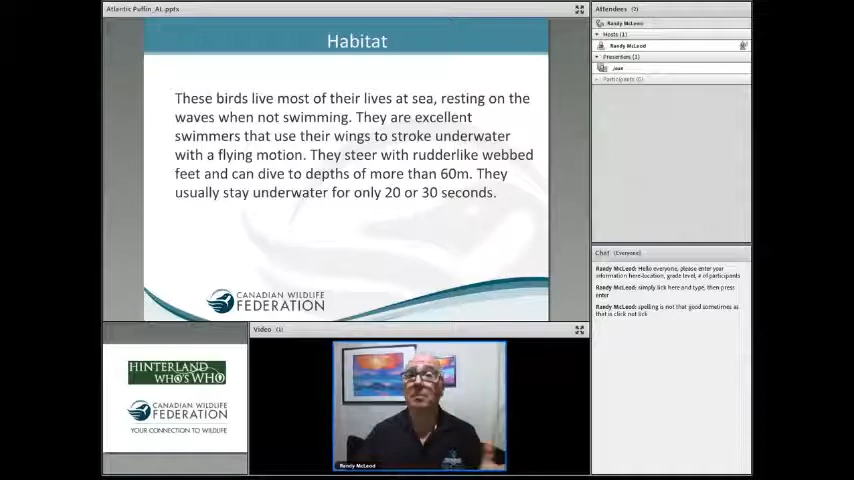 Atlantic Puffin_AL.pptx
Habitat
These birds live most of their lives at sea, resting on the
waves when not swimming. They are excellent
swimmers that use their wings to stroke underwater
with a flying motion. They steer with rudderlike webbed
feet and can dive to depths of more than 60m. They
usually stay underwater for only 20 or 30 seconds.
CANADIAN WILDLIFE
FEDERATION
HINTERLAND
WHO'S WHO
CANADIAN WILDLIFE
FEDERATION
YOUR CONNECTION TO WILDLIFE
Video (1)
Randy McLeod
Attendees (2)
Randy McLeod
Hosts (1)
Randy McLeod
Presenters (1)
Joan
Participants (0)
Chat (Everyone)
Randy McLeod: Hello everyone, please enter your
information here-location, grade level, # of participants
Randy McLeod: simply lick here and type, then press
enter
Randy McLeod: spelling is not that good sometimes as
that is click not lick